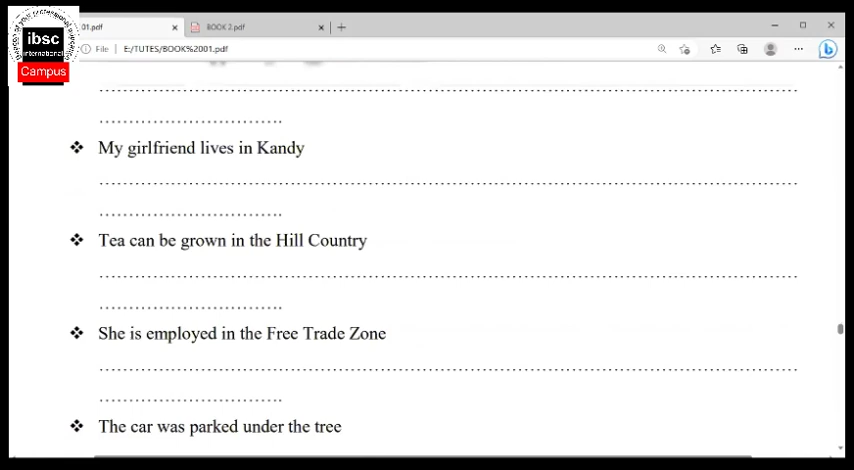 01.pdf
BOOK 2.pdf
ibsc
international
Campus
File
E:/TUTES/BOOK%2001.pdf
My girlfriend lives in Kandy
Tea can be grown in the Hill Country
She is employed in the Free Trade Zone
The car was parked under the tree